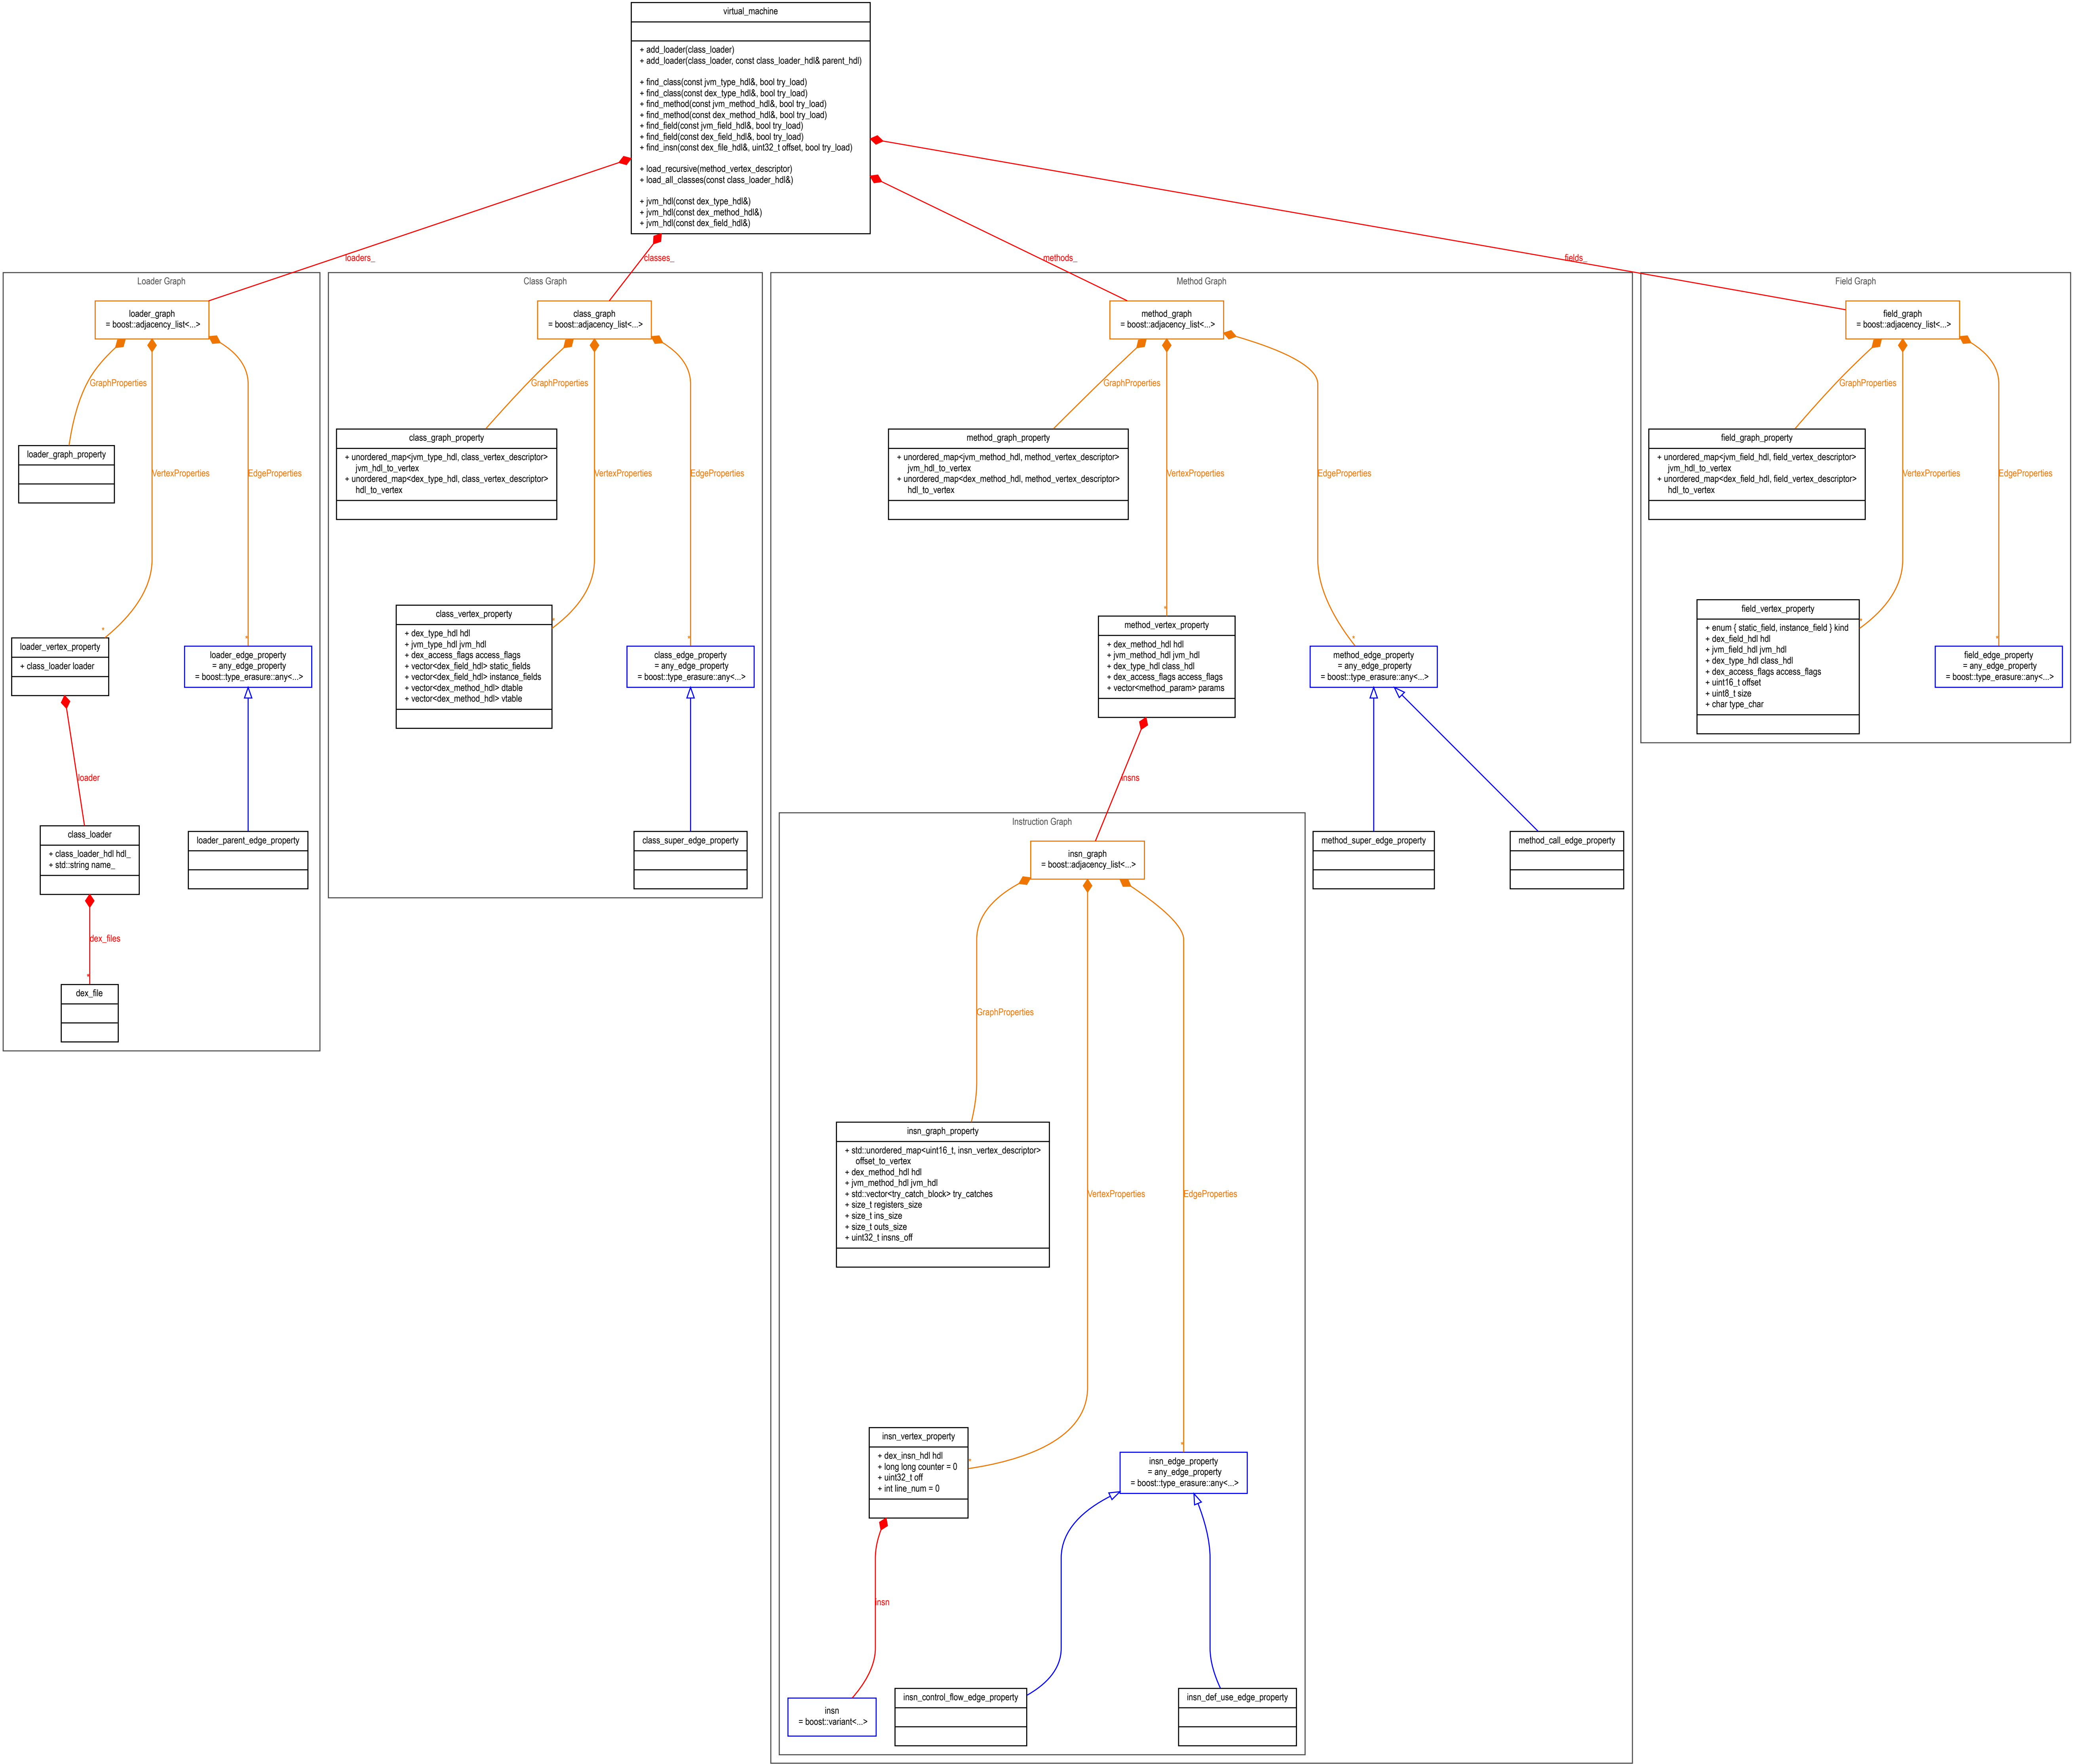 virtual_machine
+ add_loader(class_loader)
+ add_loader(class_loader, const class_loader_hdl& parent_hdl)
+ find_class(const jvm_type_hdl&, bool try_load)
+ find_class(const dex_type_hdl&, bool try_load)
+ find_method(const jvm_method_hdl&, bool try_load)
+ find_method(const dex_method_hdl&, bool try_load)
+ find_field(const jvm_field_hdl&, bool try_load)
+ find_field(const dex_field_hdl&, bool try_load)
+ find_insn(const dex_file_hdl&, uint32_t offset, bool try_load)
+ load_recursive(method_vertex_descriptor)
+ load_all_classes(const class_loader_hdl&)
+ jvm_hdl(const dex_type_hdl&)
+ jvm_hdl(const dex_method_hdl&)
+ jvm_hdl(const dex_field_hdl&)
loaders_
classes_
methods_
fields_
Loader Graph
loader_graph
= boost::adjacency_list<...>
GraphProperties
VertexProperties
EdgeProperties
loader_graph_property
*
*
loader_vertex_property
+ class_loader loader
loader_edge_property
= any_edge_property
= boost::type_erasure::any<...>
loader
class_loader
+ class_loader_hdl hdl_
+ std::string name_
loader_parent_edge_property
dex_files
*
dex_file
Class Graph
class_graph
= boost::adjacency_list<...>
GraphProperties
VertexProperties
EdgeProperties
class_graph_property
+ unordered_map<jvm_type_hdl, class_vertex_descriptor>
jvm_hdl_to_vertex
+ unordered_map<dex_type_hdl, class_vertex_descriptor>
hdl_to_vertex
*
*
class_vertex_property
+ dex_type_hdl hdl
+ jvm_type_hdl jvm_hdl
+ dex_access_flags access_flags
+ vector<dex_field_hdl> static_fields
+ vector<dex_field_hdl> instance_fields
+ vector<dex_method_hdl> dtable
+ vector<dex_method_hdl> vtable
class_edge_property
= any_edge_property
= boost::type_erasure::any<...>
class_super_edge_property
Method Graph
method_graph
= boost::adjacency_list<...>
GraphProperties
VertexProperties
EdgeProperties
method_graph_property
+ unordered_map<jvm_method_hdl, method_vertex_descriptor>
jvm_hdl_to_vertex
+ unordered_map<dex_method_hdl, method_vertex_descriptor>
hdl_to_vertex
*
*
method_vertex_property
+ dex_method_hdl hdl
+ jvm_method_hdl jvm_hdl
+ dex_type_hdl class_hdl
+ dex_access_flags access_flags
+ vector<method_param> params
method_edge_property
= any_edge_property
= boost::type_erasure::any<...>
insns
method_super_edge_property
method_call_edge_property
Instruction Graph
insn_graph
= boost::adjacency_list<...>
GraphProperties
VertexProperties
EdgeProperties
insn_graph_property
+ std::unordered_map<uint16_t, insn_vertex_descriptor>
offset_to_vertex
+ dex_method_hdl hdl
+ jvm_method_hdl jvm_hdl
+ std::vector<try_catch_block> try_catches
+ size_t registers_size
+ size_t ins_size
+ size_t outs_size
+ uint32_t insns_off
*
*
insn_vertex_property
+ dex_insn_hdl hdl
+ long long counter = 0
+ uint32_t off
+ int line_num = 0
insn_edge_property
= any_edge_property
= boost::type_erasure::any<...>
insn
insn
= boost::variant<...>
insn_control_flow_edge_property
insn_def_use_edge_property
Field Graph
field_graph
= boost::adjacency_list<...>
GraphProperties
VertexProperties
EdgeProperties
field_graph_property
+ unordered_map<jvm_field_hdl, field_vertex_descriptor>
jvm_hdl_to_vertex
+ unordered_map<dex_field_hdl, field_vertex_descriptor>
hdl_to_vertex
*
*
field_vertex_property
+ enum { static_field, instance_field } kind
+ dex_field_hdl hdl
+ jvm_field_hdl jvm_hdl
+ dex_type_hdl class_hdl
+ dex_access_flags access_flags
+ uint16_t offset
+ uint8_t size
+ char type_char
field_edge_property
= any_edge_property
= boost::type_erasure::any<...>